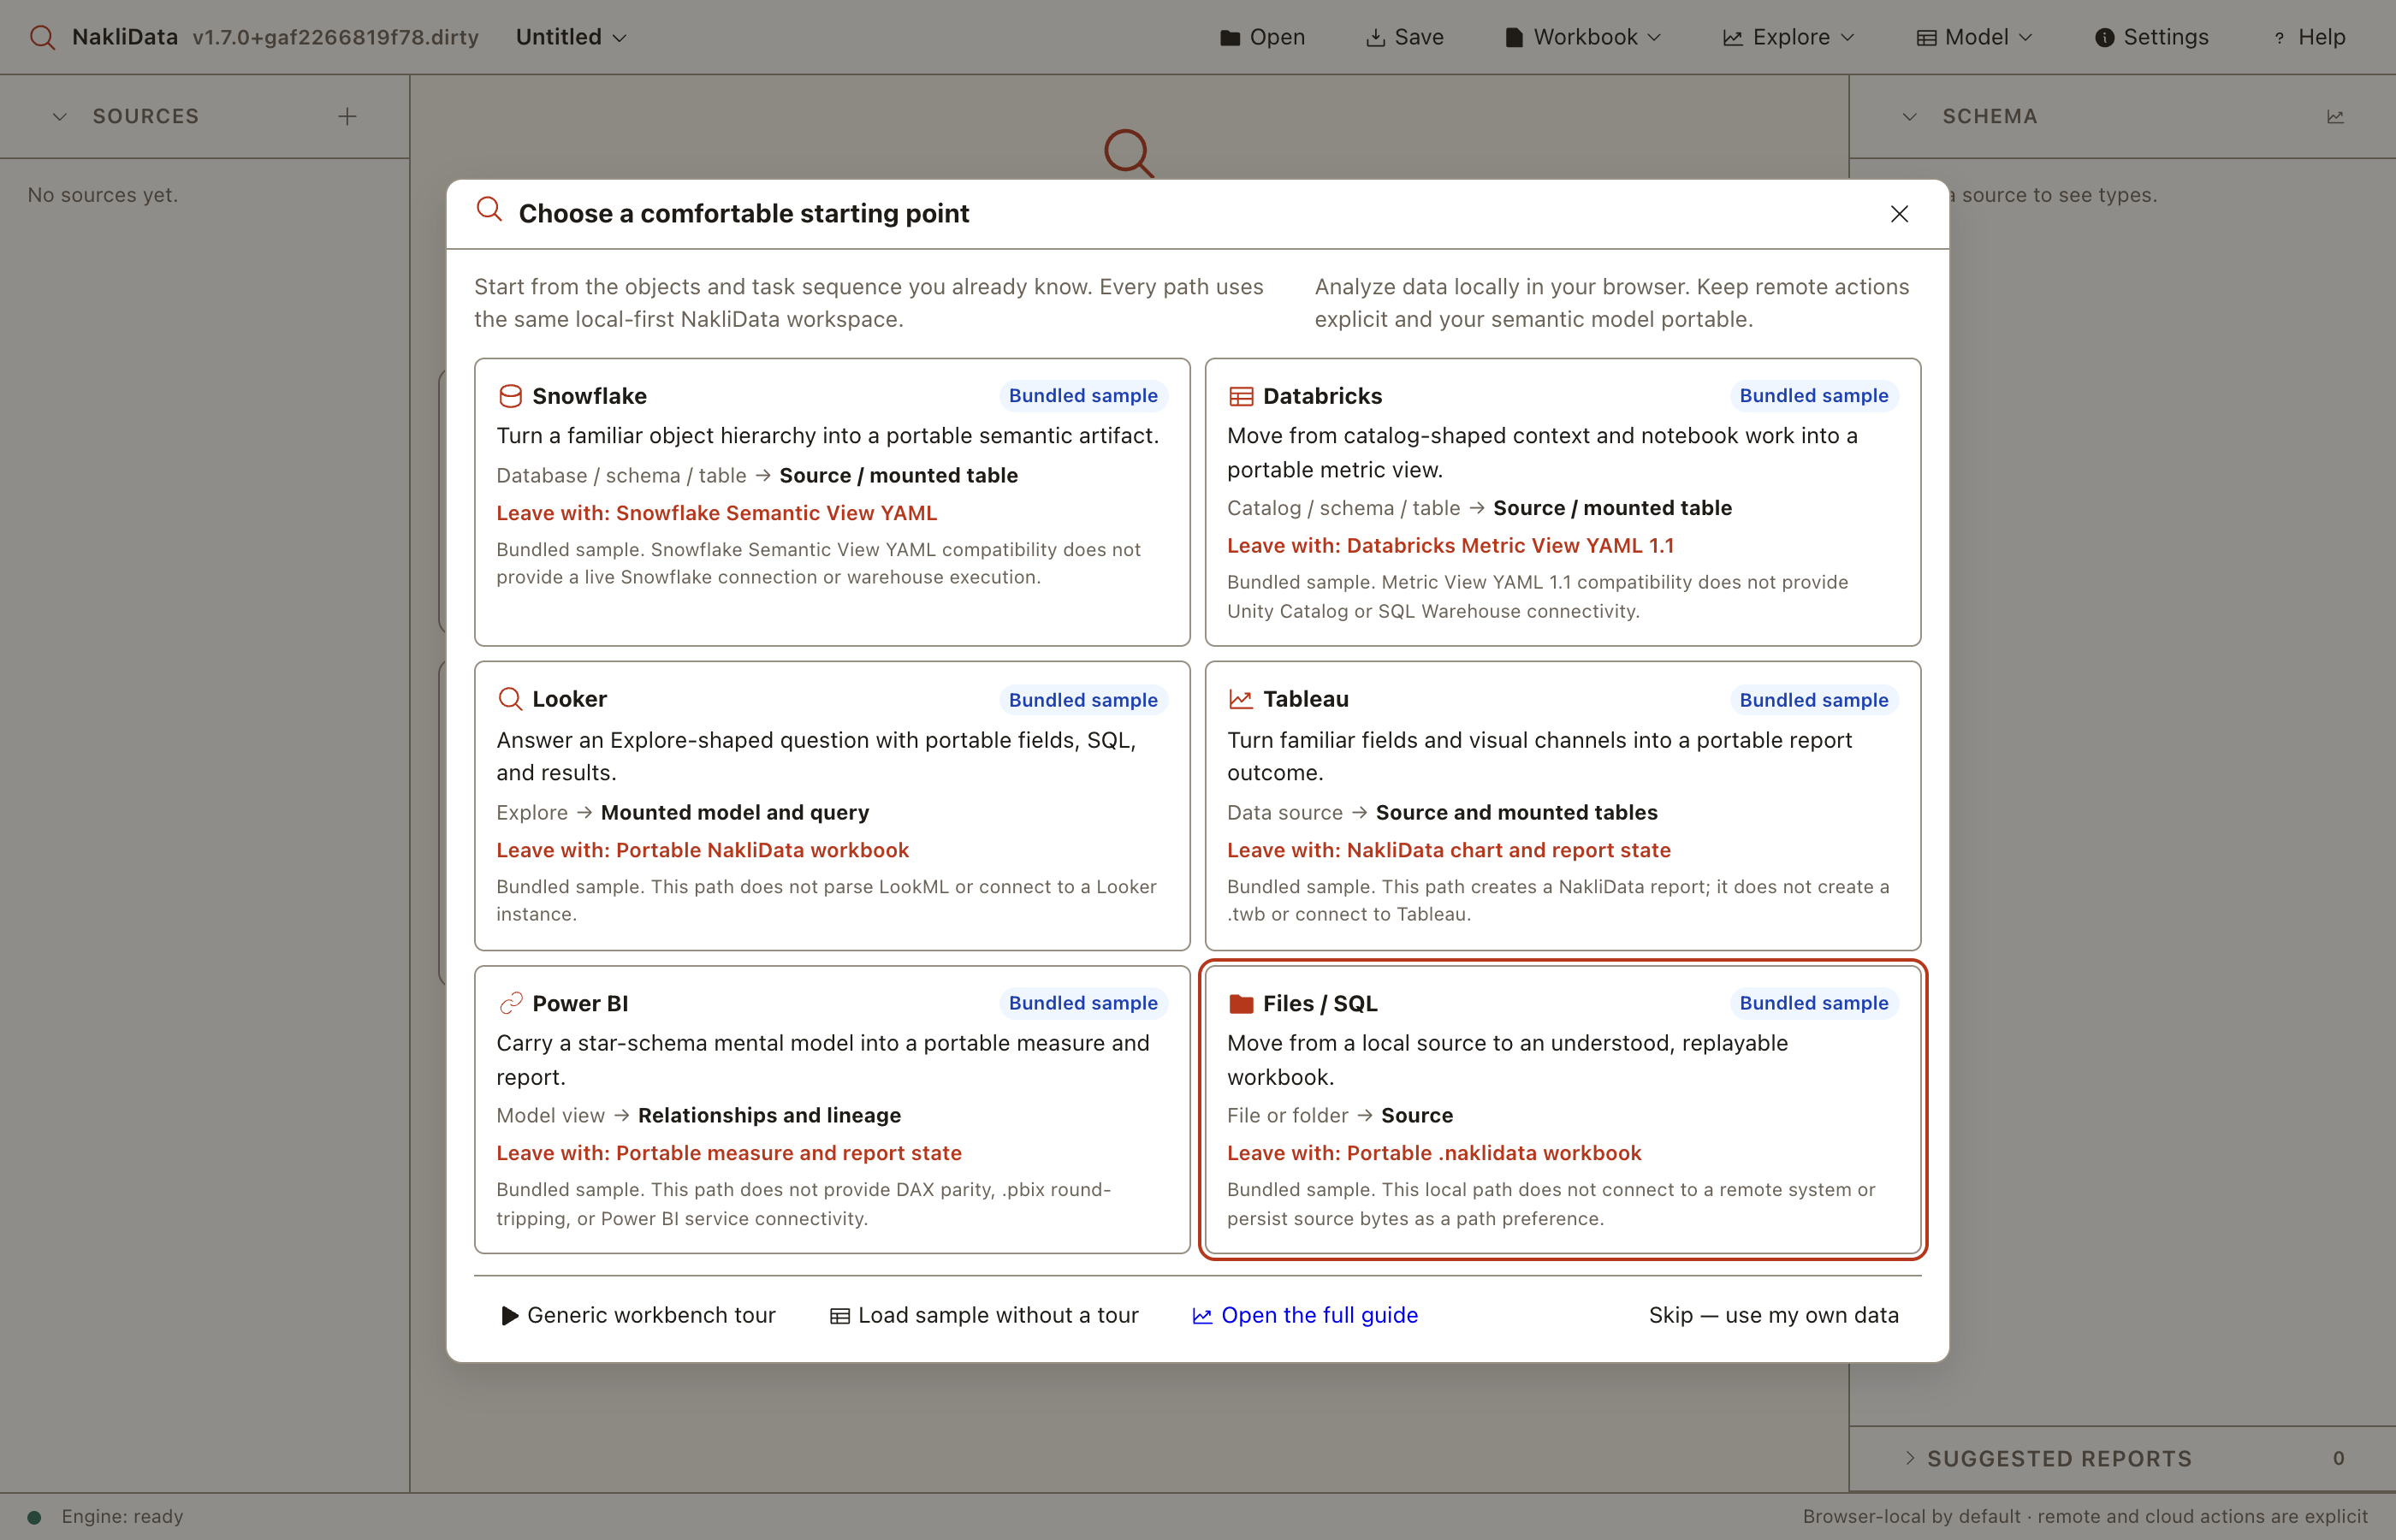 NakliData v1.7.0+gaf2266819f78.dirty Untitled Open Save Workbook Explore Model Settings ? Help
SOURCES
SCHEMA
No sources yet.
a source to see types.
Choose a comfortable starting point
Start from the objects and task sequence you already know. Every path uses
the same local-first NakliData workspace.
Analyze data locally in your browser. Keep remote actions
explicit and your semantic model portable.
Snowflake Bundled sample
Turn a familiar object hierarchy into a portable semantic artifact.
Database / schema / table → Source / mounted table
Leave with: Snowflake Semantic View YAML
Bundled sample. Snowflake Semantic View YAML compatibility does not
provide a live Snowflake connection or warehouse execution.
Databricks Bundled sample
Move from catalog-shaped context and notebook work into a
portable metric view.
Catalog / schema / table → Source / mounted table
Leave with: Databricks Metric View YAML 1.1
Bundled sample. Metric View YAML 1.1 compatibility does not provide
Unity Catalog or SQL Warehouse connectivity.
Looker Bundled sample
Answer an Explore-shaped question with portable fields, SQL,
and results.
Explore → Mounted model and query
Leave with: Portable NakliData workbook
Bundled sample. This path does not parse LookML or connect to a Looker
instance.
Tableau Bundled sample
Turn familiar fields and visual channels into a portable report
outcome.
Data source → Source and mounted tables
Leave with: NakliData chart and report state
Bundled sample. This path creates a NakliData report; it does not create a
.twb or connect to Tableau.
Power BI Bundled sample
Carry a star-schema mental model into a portable measure and
report.
Model view → Relationships and lineage
Leave with: Portable measure and report state
Bundled sample. This path does not provide DAX parity, .pbix round-
tripping, or Power BI service connectivity.
Files / SQL Bundled sample
Move from a local source to an understood, replayable
workbook.
File or folder → Source
Leave with: Portable .naklidata workbook
Bundled sample. This local path does not connect to a remote system or
persist source bytes as a path preference.
Generic workbench tour Load sample without a tour Open the full guide Skip — use my own data
SUGGESTED REPORTS 0
Engine: ready
Browser-local by default · remote and cloud actions are explicit